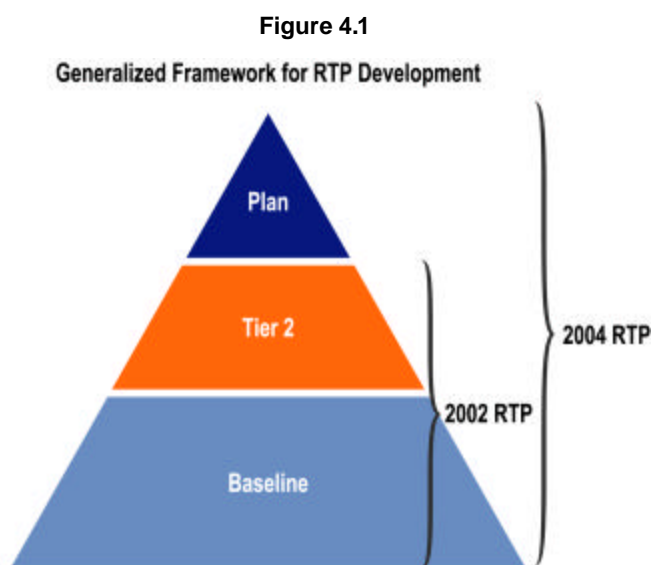 Figure 4.1
Generalized Framework for RTP Development
Plan
Tier 2
2004 RTP
2002 RTP
Baseline